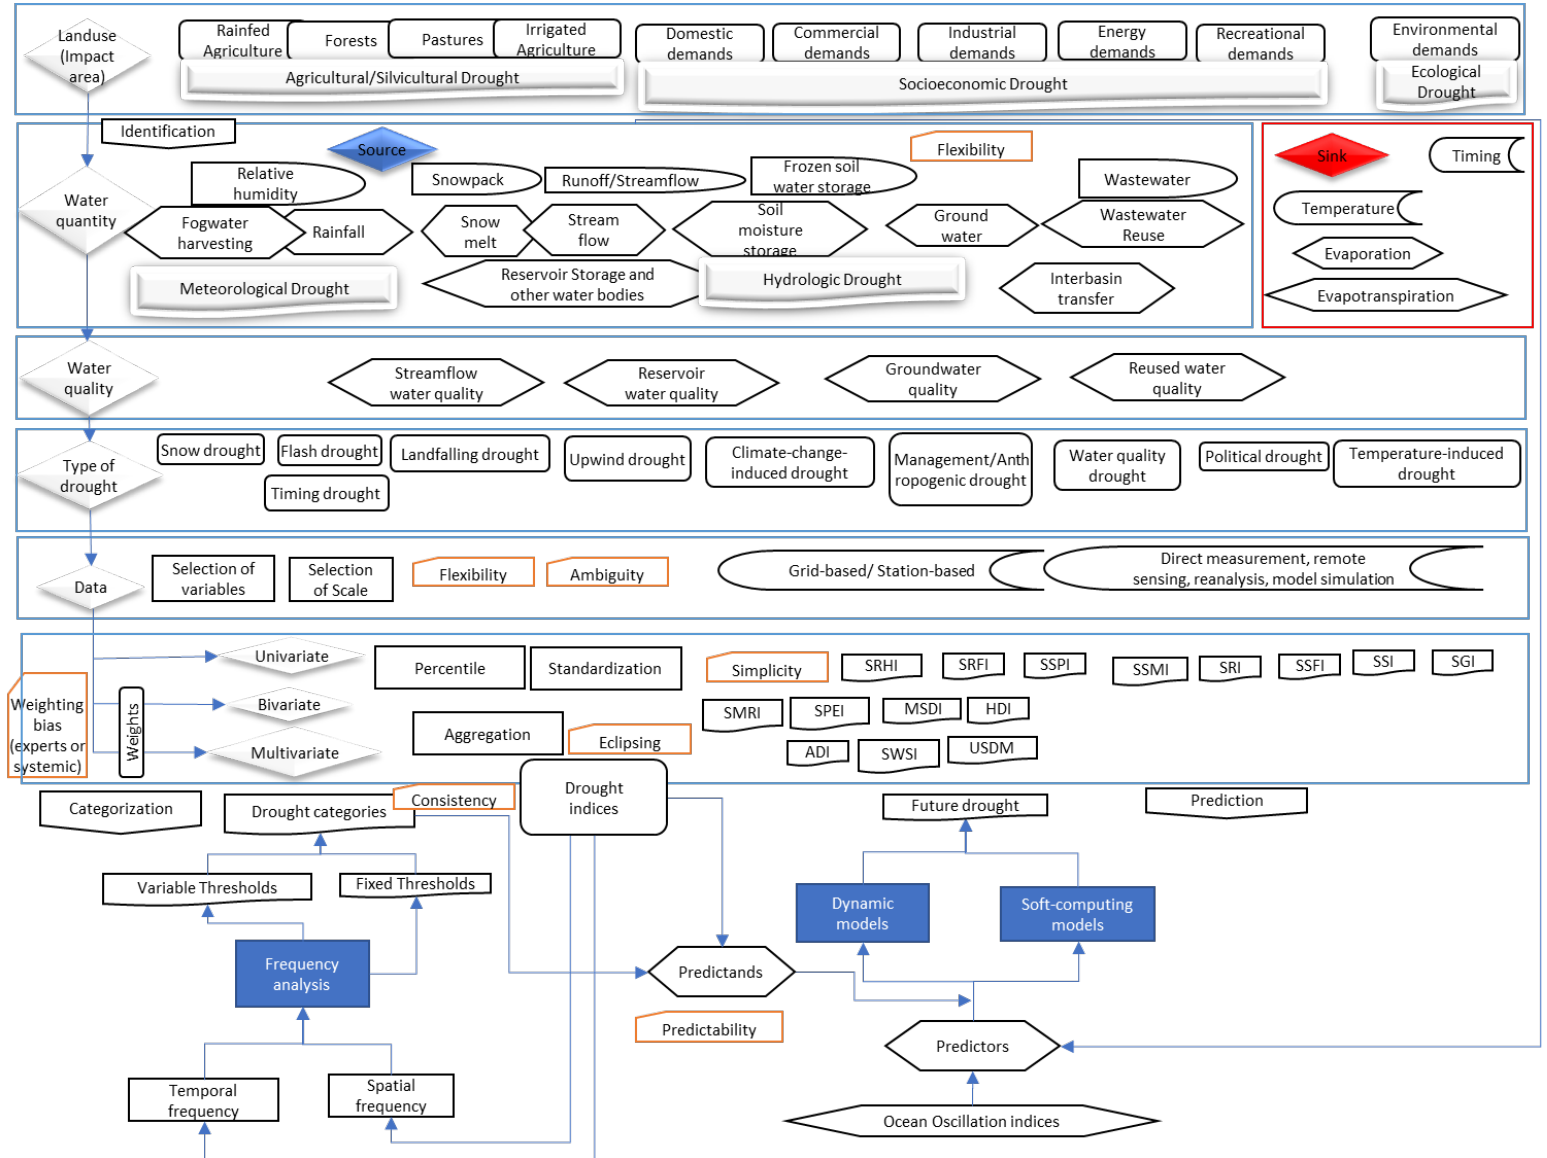 Landuse
(Impact
area)
Rainfed
Agriculture
Forests
Pastures
Irrigated
Agriculture
Domestic
demands
Commercial
demands
Industrial
demands
Energy
demands
Recreational
demands
Environmental
demands
Agricultural/Silvicultural Drought
Socioeconomic Drought
Ecological
Drought
Identification
Source
Flexibility
Sink
Timing
Water
quantity
Relative
humidity
Snowpack
Runoff/Streamflow
Frozen soil
water storage
Wastewater
Temperature
Fogwater
harvesting
Rainfall
Snow
melt
Stream
flow
Soil
moisture
storage
Ground
water
Wastewater
Reuse
Evaporation
Meteorological Drought
Reservoir Storage and
other water bodies
Hydrologic Drought
Interbasin
transfer
Evapotranspiration
Water
quality
Streamflow
water quality
Reservoir
water quality
Groundwater
quality
Reused water
quality
Type of
drought
Snow drought
Flash drought
Landfalling drought
Upwind drought
Climate-change-
induced drought
Management/Anth
ropogenic drought
Water quality
drought
Political drought
Temperature-induced
drought
Timing drought
Data
Selection of
variables
Selection
of Scale
Flexibility
Ambiguity
Grid-based/ Station-based
Direct measurement, remote
sensing, reanalysis, model simulation
Weighting
bias
(experts or
systemic)
Weights
Univariate
Bivariate
Multivariate
Percentile
Standardization
Simplicity
SRHI
SRFI
SSPI
SSMI
SRI
SSFI
SSI
SGI
SMRI
SPEI
MSDI
HDI
Aggregation
Eclipsing
ADI
SWSI
USDM
Categorization
Drought categories
Consistency
Drought
indices
Future drought
Prediction
Variable Thresholds
Fixed Thresholds
Dynamic
models
Soft-computing
models
Frequency
analysis
Predictands
Predictability
Predictors
Temporal
frequency
Spatial
frequency
Ocean Oscillation indices